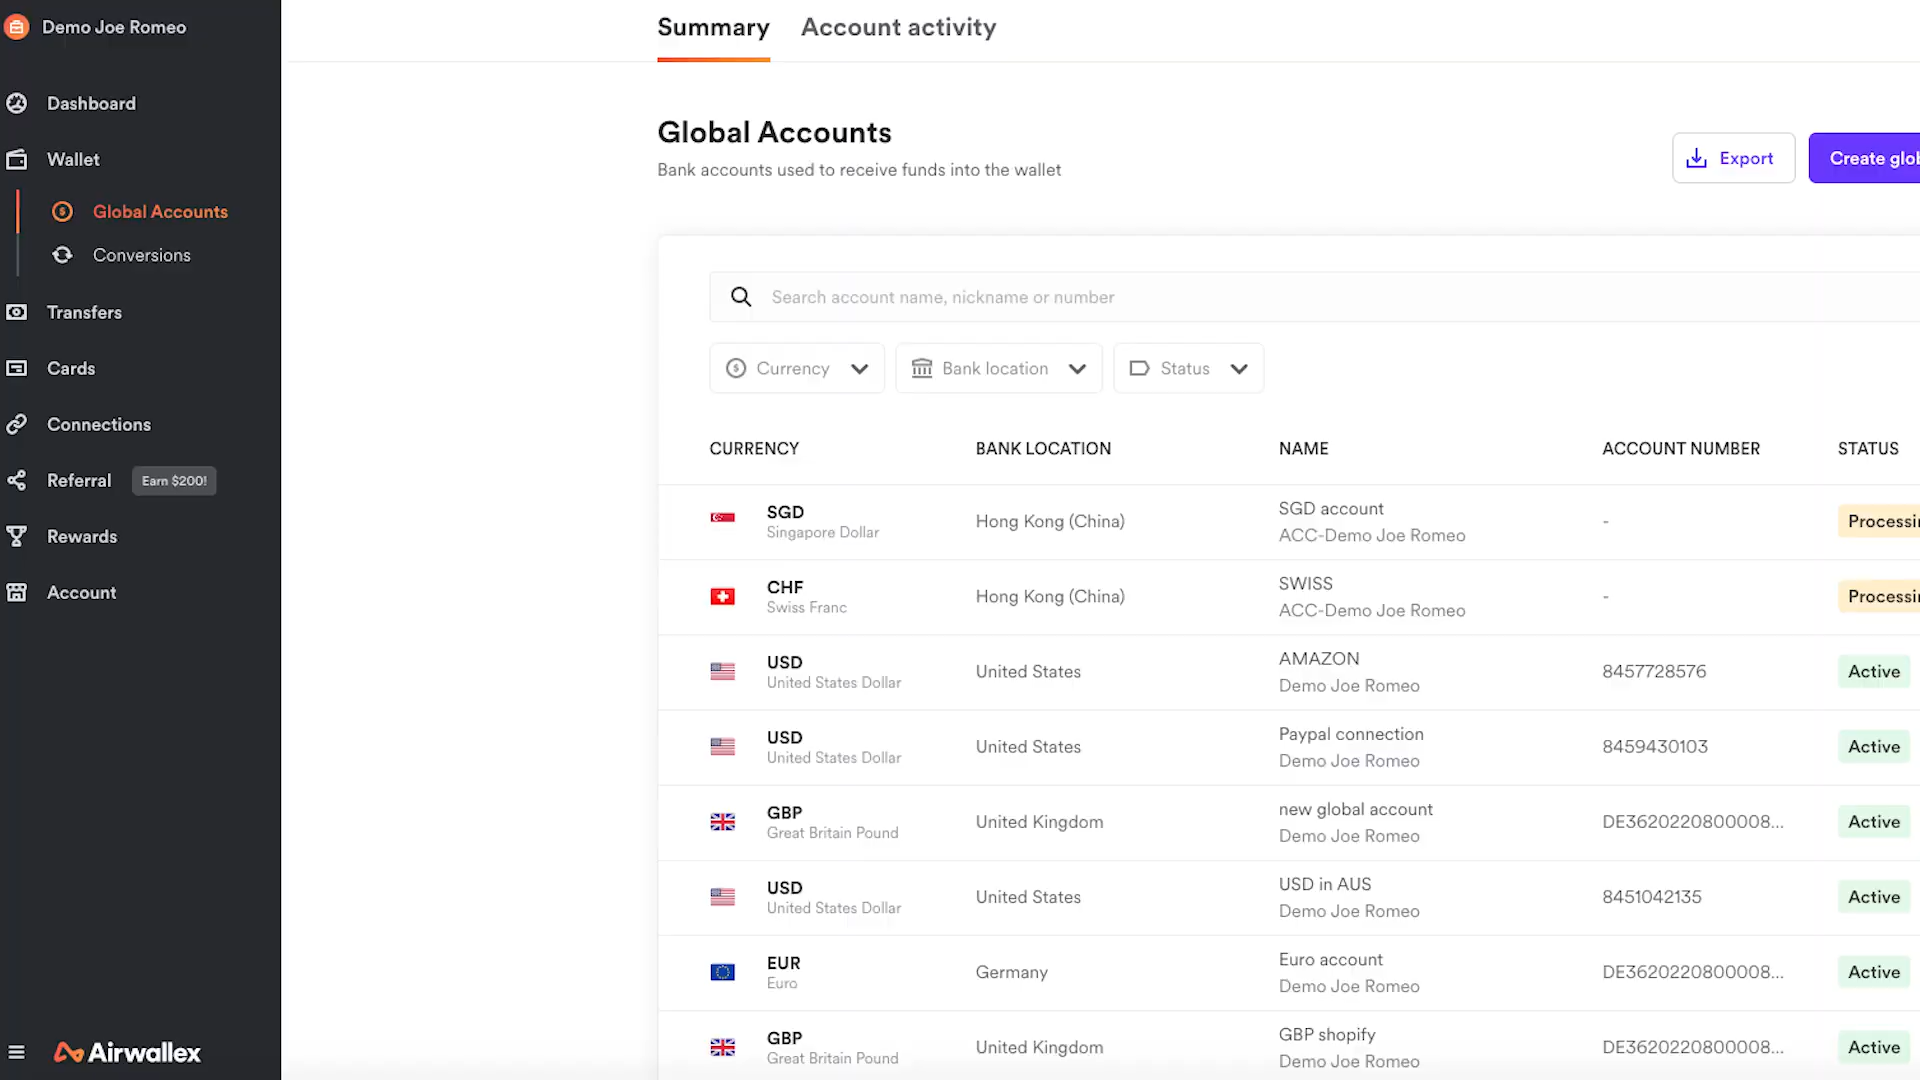 Demo Joe Romeo
Dashboard
Wallet
Global Accounts
Conversions
Transfers
Cards
Connections
Referral Earn $200!
Rewards
Account
Airwallex
Summary Account activity
Global Accounts
Bank accounts used to receive funds into the wallet
Export
Create glob
Search account name, nickname or number
Currency Bank location Status
CURRENCY BANK LOCATION NAME ACCOUNT NUMBER STATUS
SGD
Singapore Dollar
Hong Kong (China)
SGD account
ACC-Demo Joe Romeo
-
Processin
CHF
Swiss Franc
Hong Kong (China)
SWISS
ACC-Demo Joe Romeo
-
Processin
USD
United States Dollar
United States
AMAZON
Demo Joe Romeo
8457728576
Active
USD
United States Dollar
United States
Paypal connection
Demo Joe Romeo
8459430103
Active
GBP
Great Britain Pound
United Kingdom
new global account
Demo Joe Romeo
DE3620220800008...
Active
USD
United States Dollar
United States
USD in AUS
Demo Joe Romeo
8451042135
Active
EUR
Euro
Germany
Euro account
Demo Joe Romeo
DE3620220800008...
Active
GBP
Great Britain Pound
United Kingdom
GBP shopify
Demo Joe Romeo
DE3620220800008...
Active